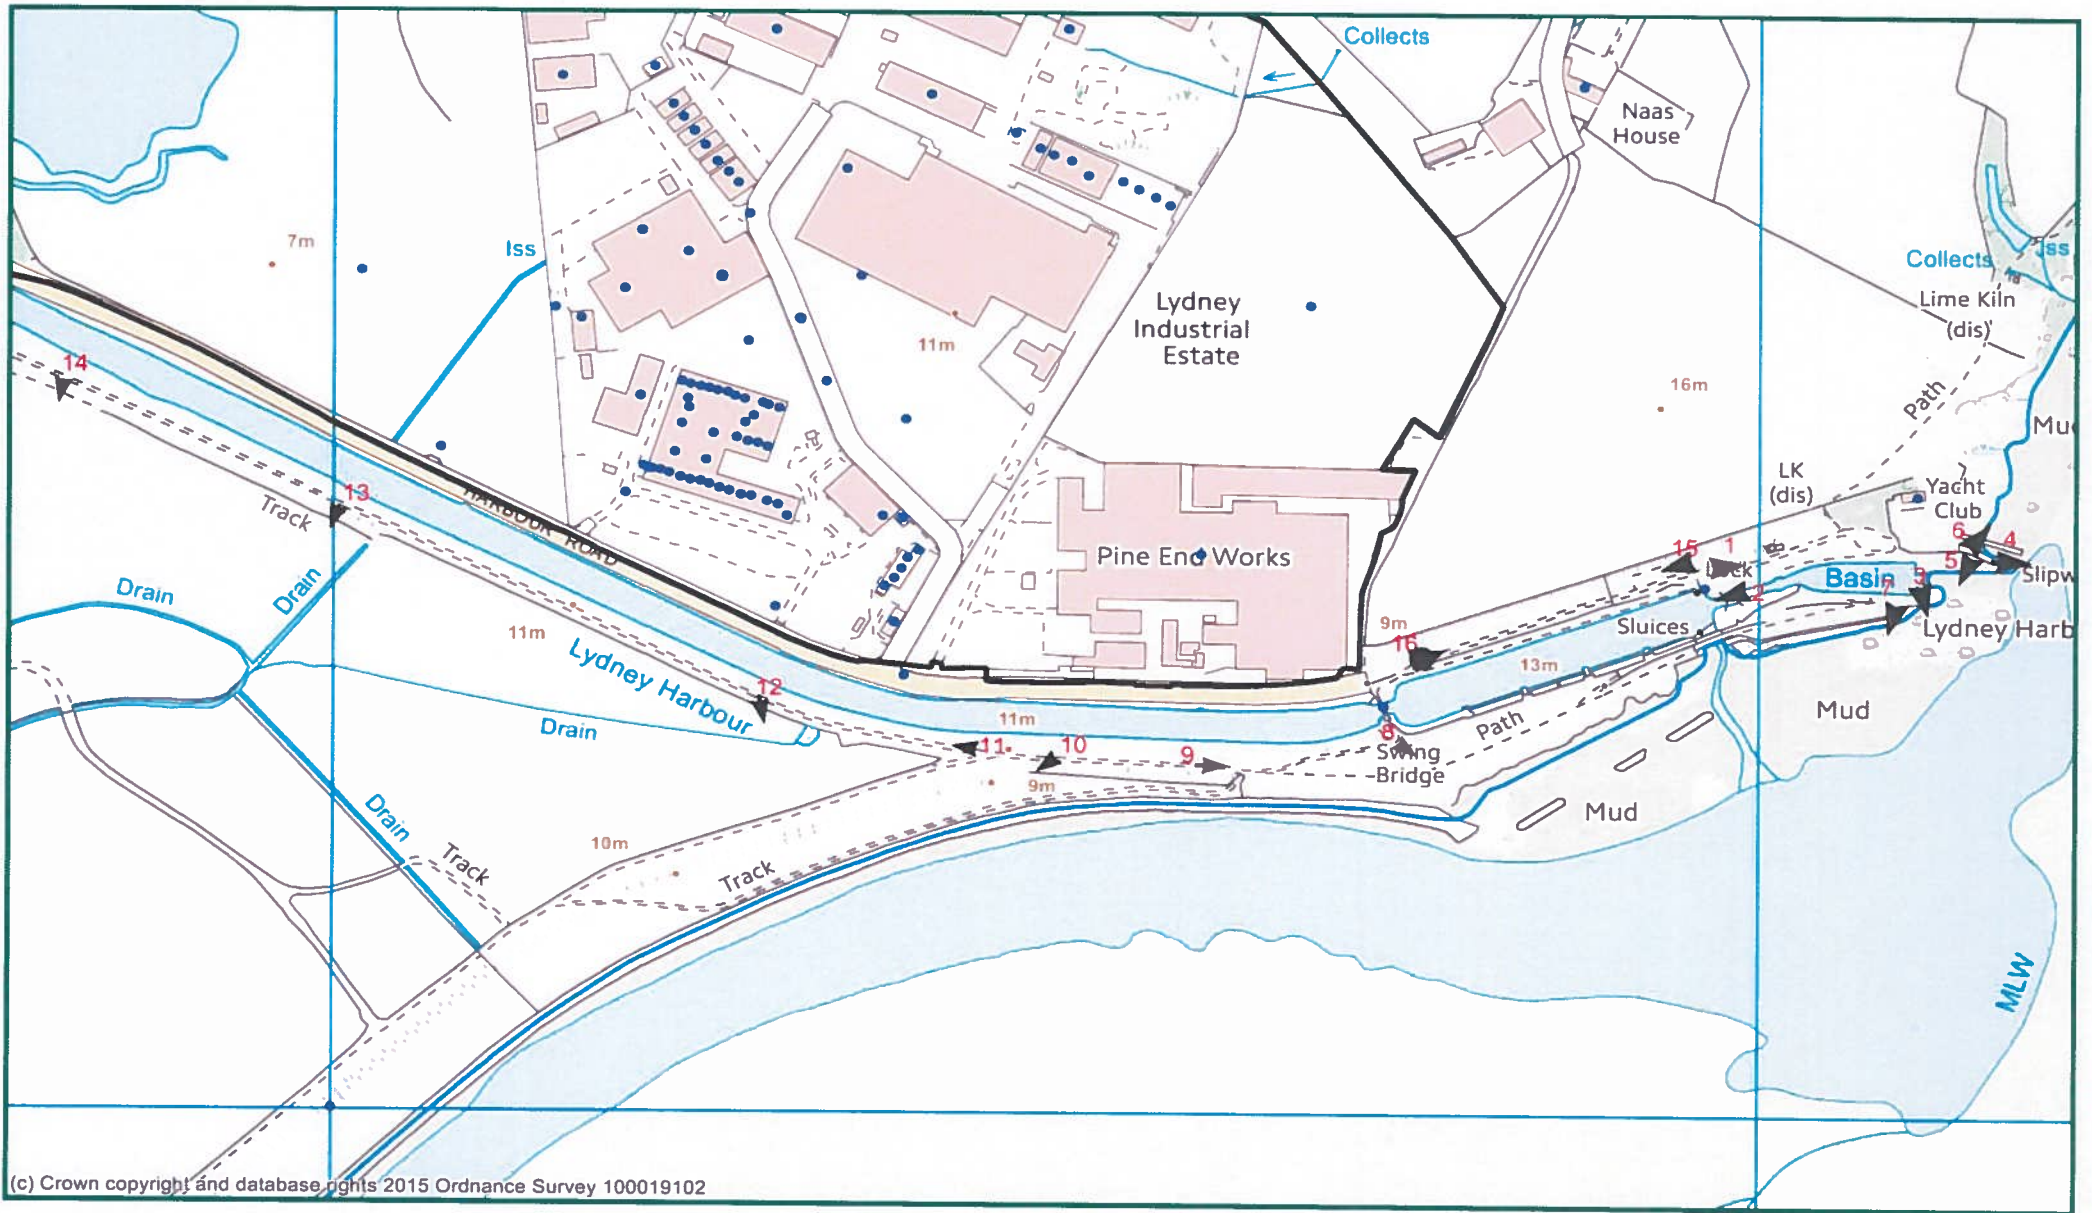 Collects
Naas
House
7m
Iss
Collects
Iss
Lime Kiln
(dis)
Lydney
Industrial
Estate
11m
14
16m
Path
LK
(dis)
Yacht
Club
13
Track
HARBOUR ROAD
Pine End Works
15
1
6
4
5
Basin
3
7
2
Slipw
Drain
Drain
11m
Lydney Harbour
9m
16
Sluices
13m
Lydney Harb
12
Drain
11m
8
Swing
Bridge
Path
Mud
11
10
9
9m
Drain
Track
10m
Track
Mud
MLW
(c) Crown copyright and database rights 2015 Ordnance Survey 100019102